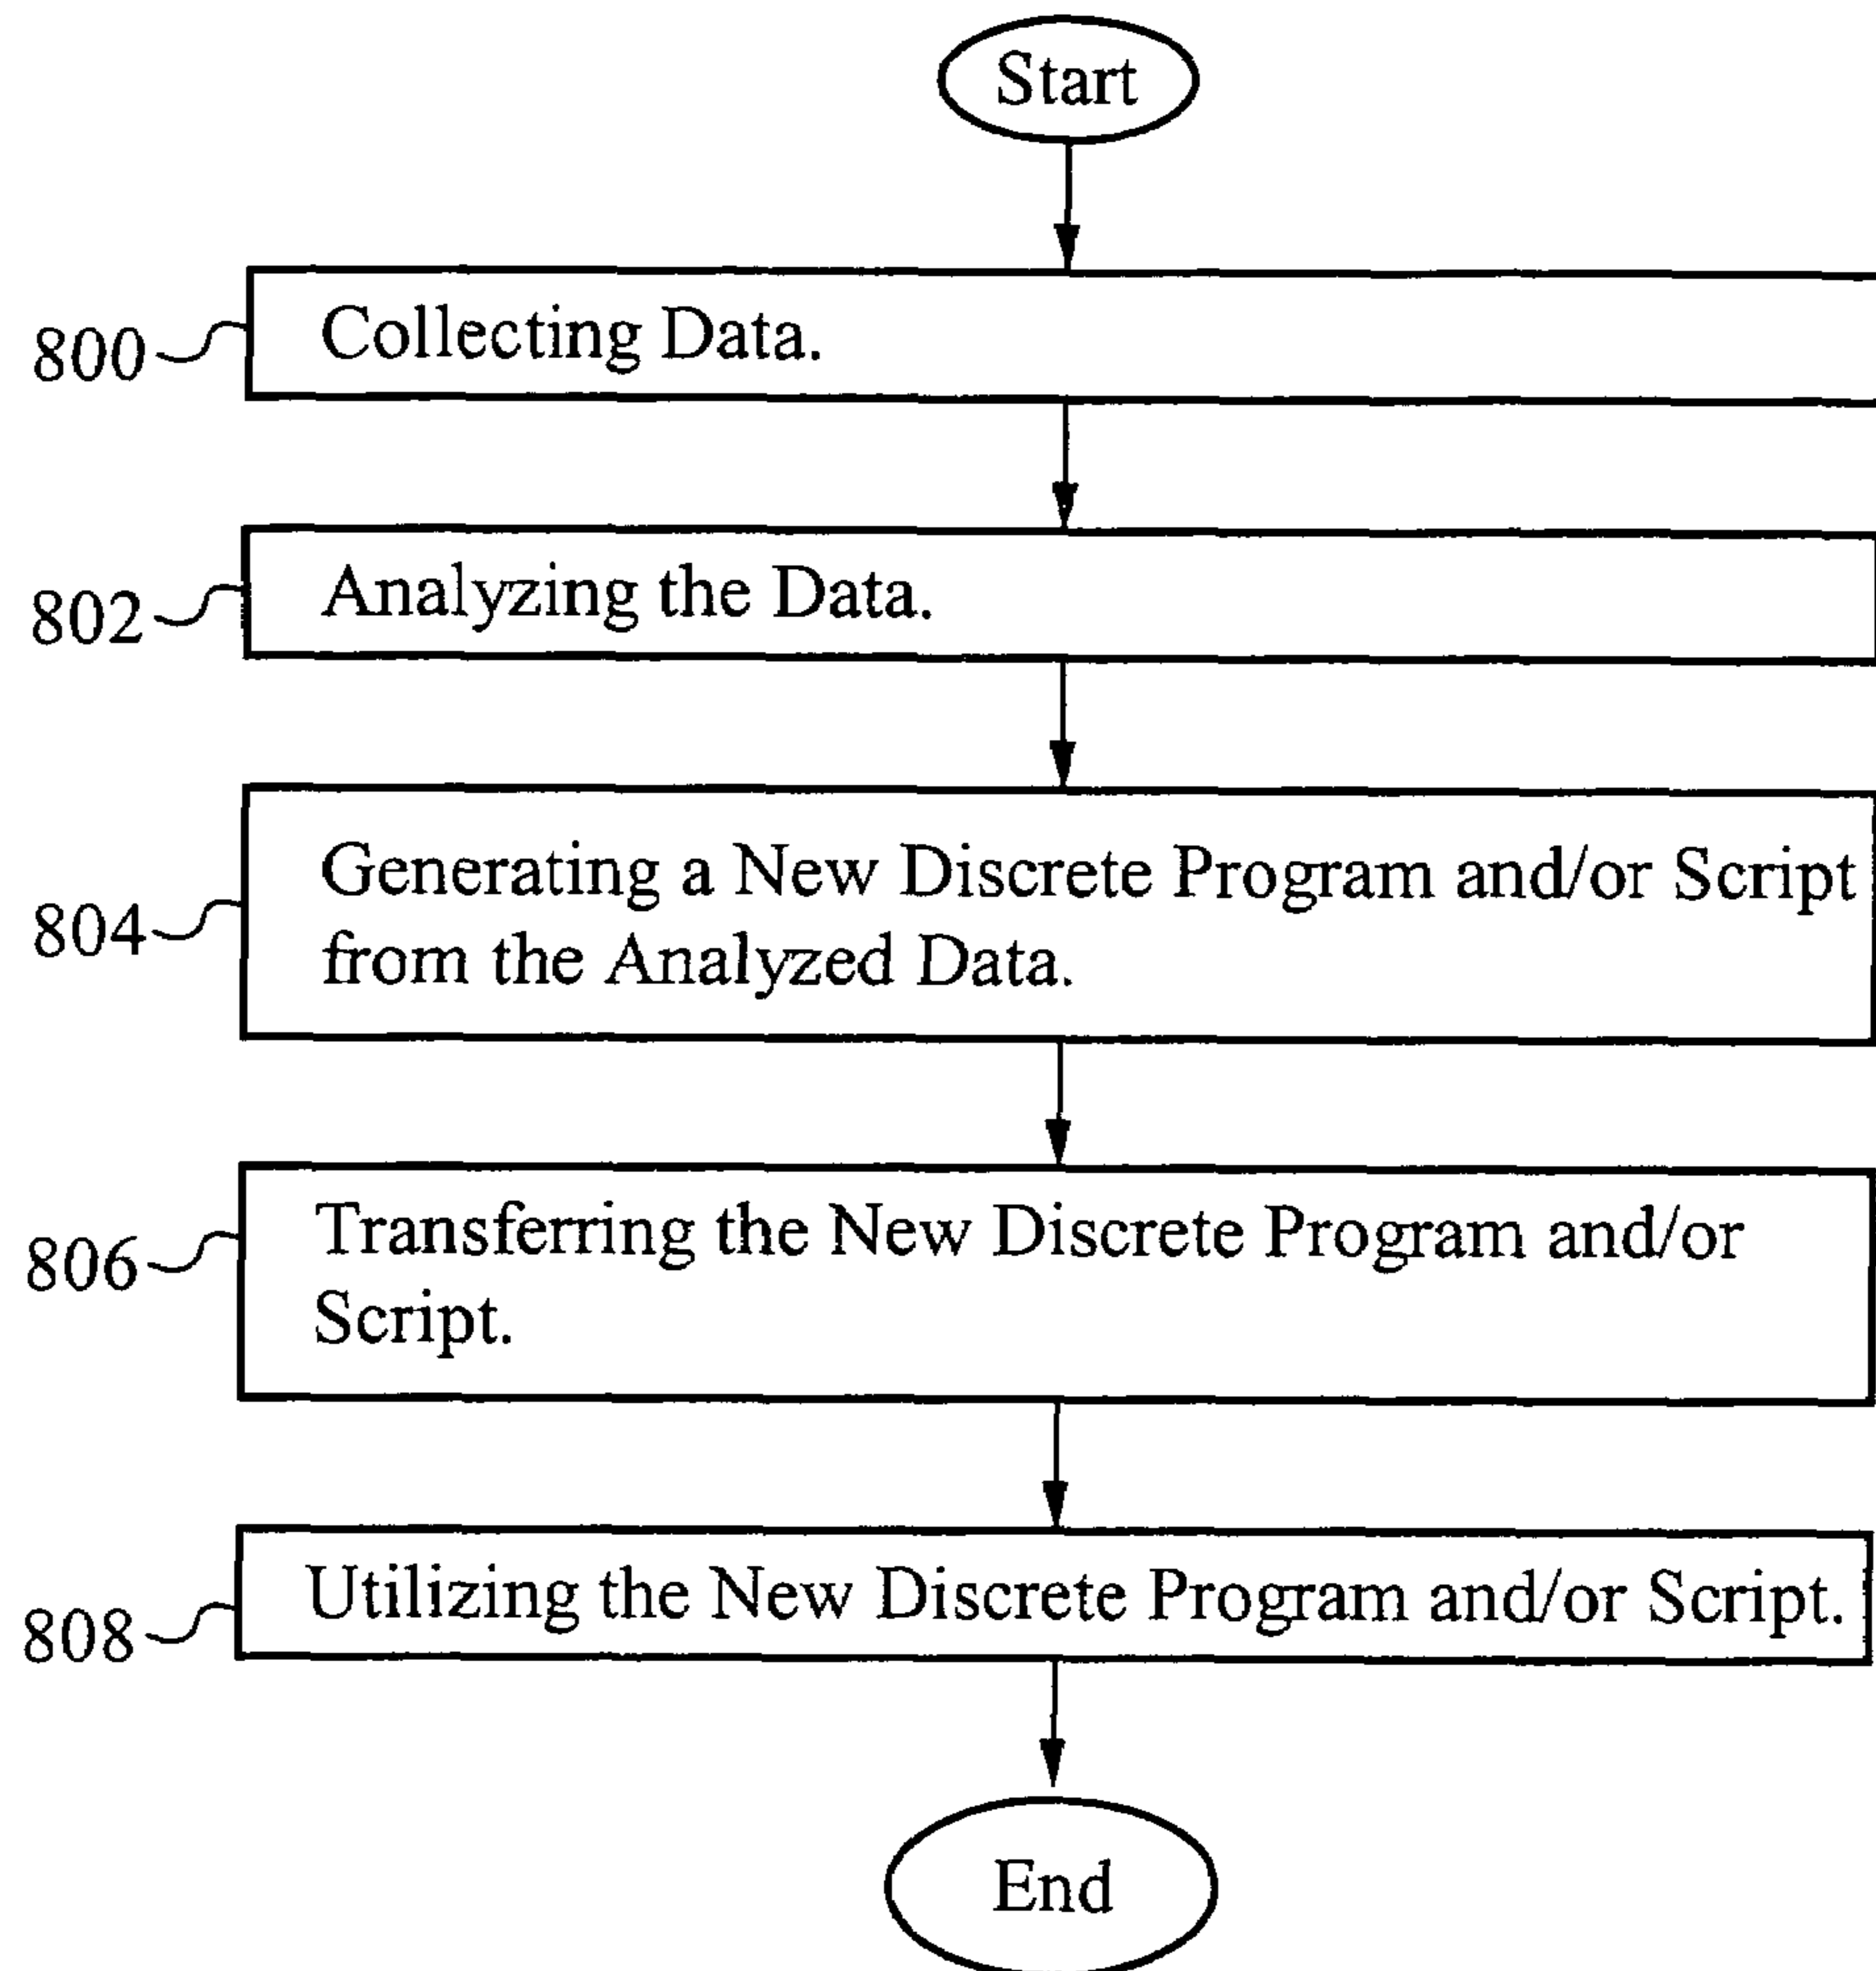 Start
800
Collecting Data.
802
Analyzing the Data.
804
Generating a New Discrete Program and/or Script
from the Analyzed Data.
806
Transferring the New Discrete Program and/or
Script.
808
Utilizing the New Discrete Program and/or Script.
End